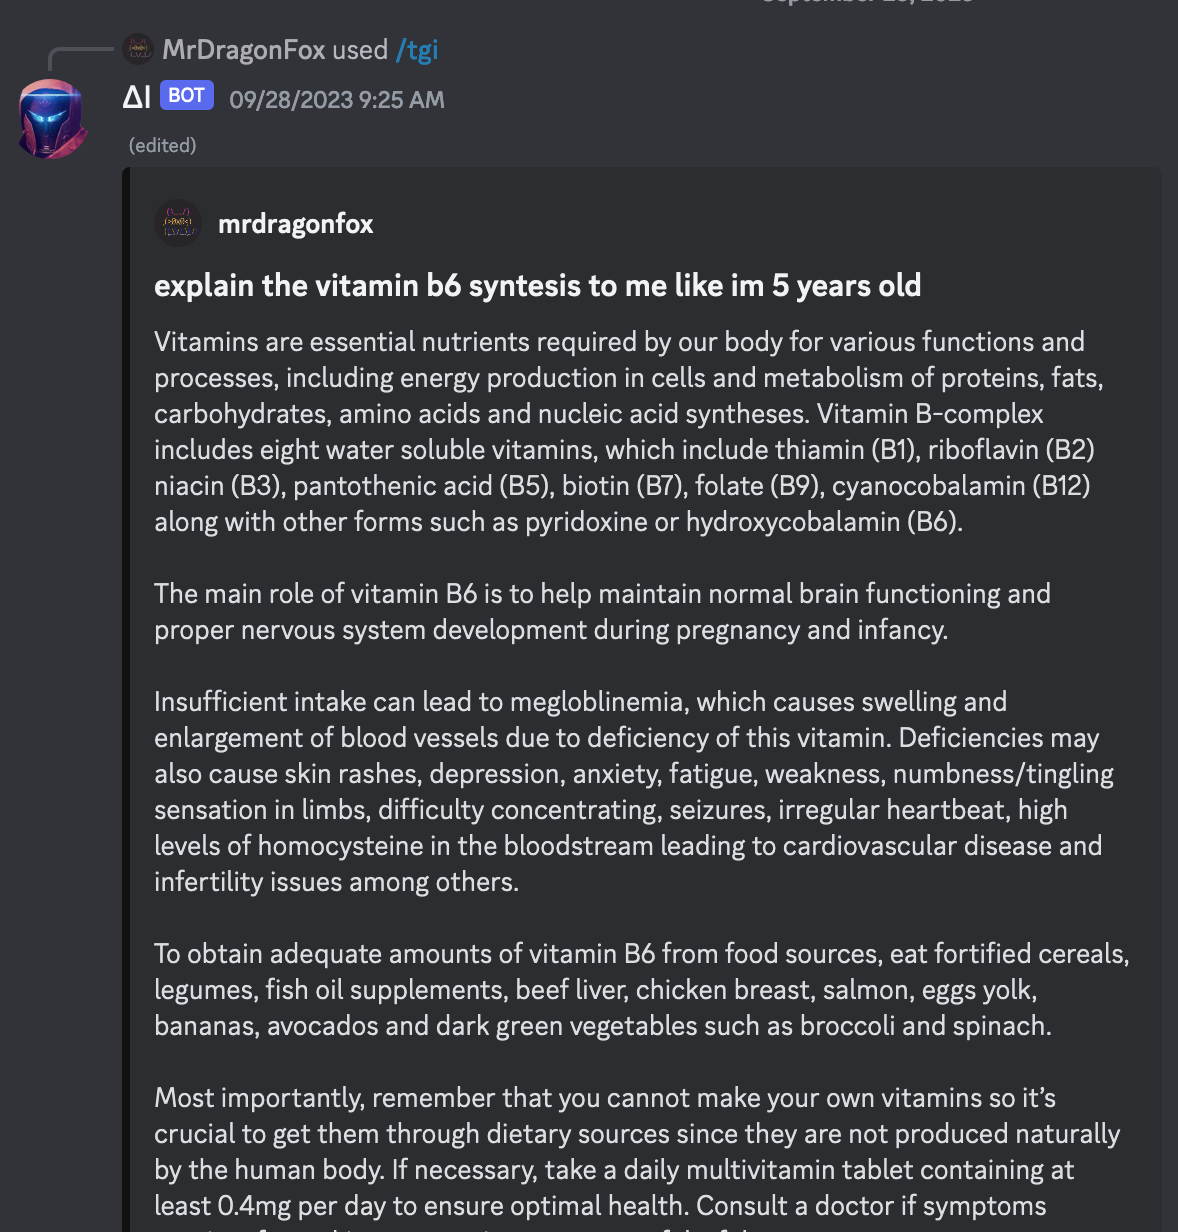 MrDragonFox used /tgi
ΔI BOT 09/28/2023 9:25 AM
(edited)
mrdragonfox
explain the vitamin b6 syntesis to me like im 5 years old
Vitamins are essential nutrients required by our body for various functions and
processes, including energy production in cells and metabolism of proteins, fats,
carbohydrates, amino acids and nucleic acid syntheses. Vitamin B-complex
includes eight water soluble vitamins, which include thiamin (B1), riboflavin (B2)
niacin (B3), pantothenic acid (B5), biotin (B7), folate (B9), cyanocobalamin (B12)
along with other forms such as pyridoxine or hydroxycobalamin (B6).
The main role of vitamin B6 is to help maintain normal brain functioning and
proper nervous system development during pregnancy and infancy.
Insufficient intake can lead to megloblinemia, which causes swelling and
enlargement of blood vessels due to deficiency of this vitamin. Deficiencies may
also cause skin rashes, depression, anxiety, fatigue, weakness, numbness/tingling
sensation in limbs, difficulty concentrating, seizures, irregular heartbeat, high
levels of homocysteine in the bloodstream leading to cardiovascular disease and
infertility issues among others.
To obtain adequate amounts of vitamin B6 from food sources, eat fortified cereals,
legumes, fish oil supplements, beef liver, chicken breast, salmon, eggs yolk,
bananas, avocados and dark green vegetables such as broccoli and spinach.
Most importantly, remember that you cannot make your own vitamins so it's
crucial to get them through dietary sources since they are not produced naturally
by the human body. If necessary, take a daily multivitamin tablet containing at
least 0.4mg per day to ensure optimal health. Consult a doctor if symptoms